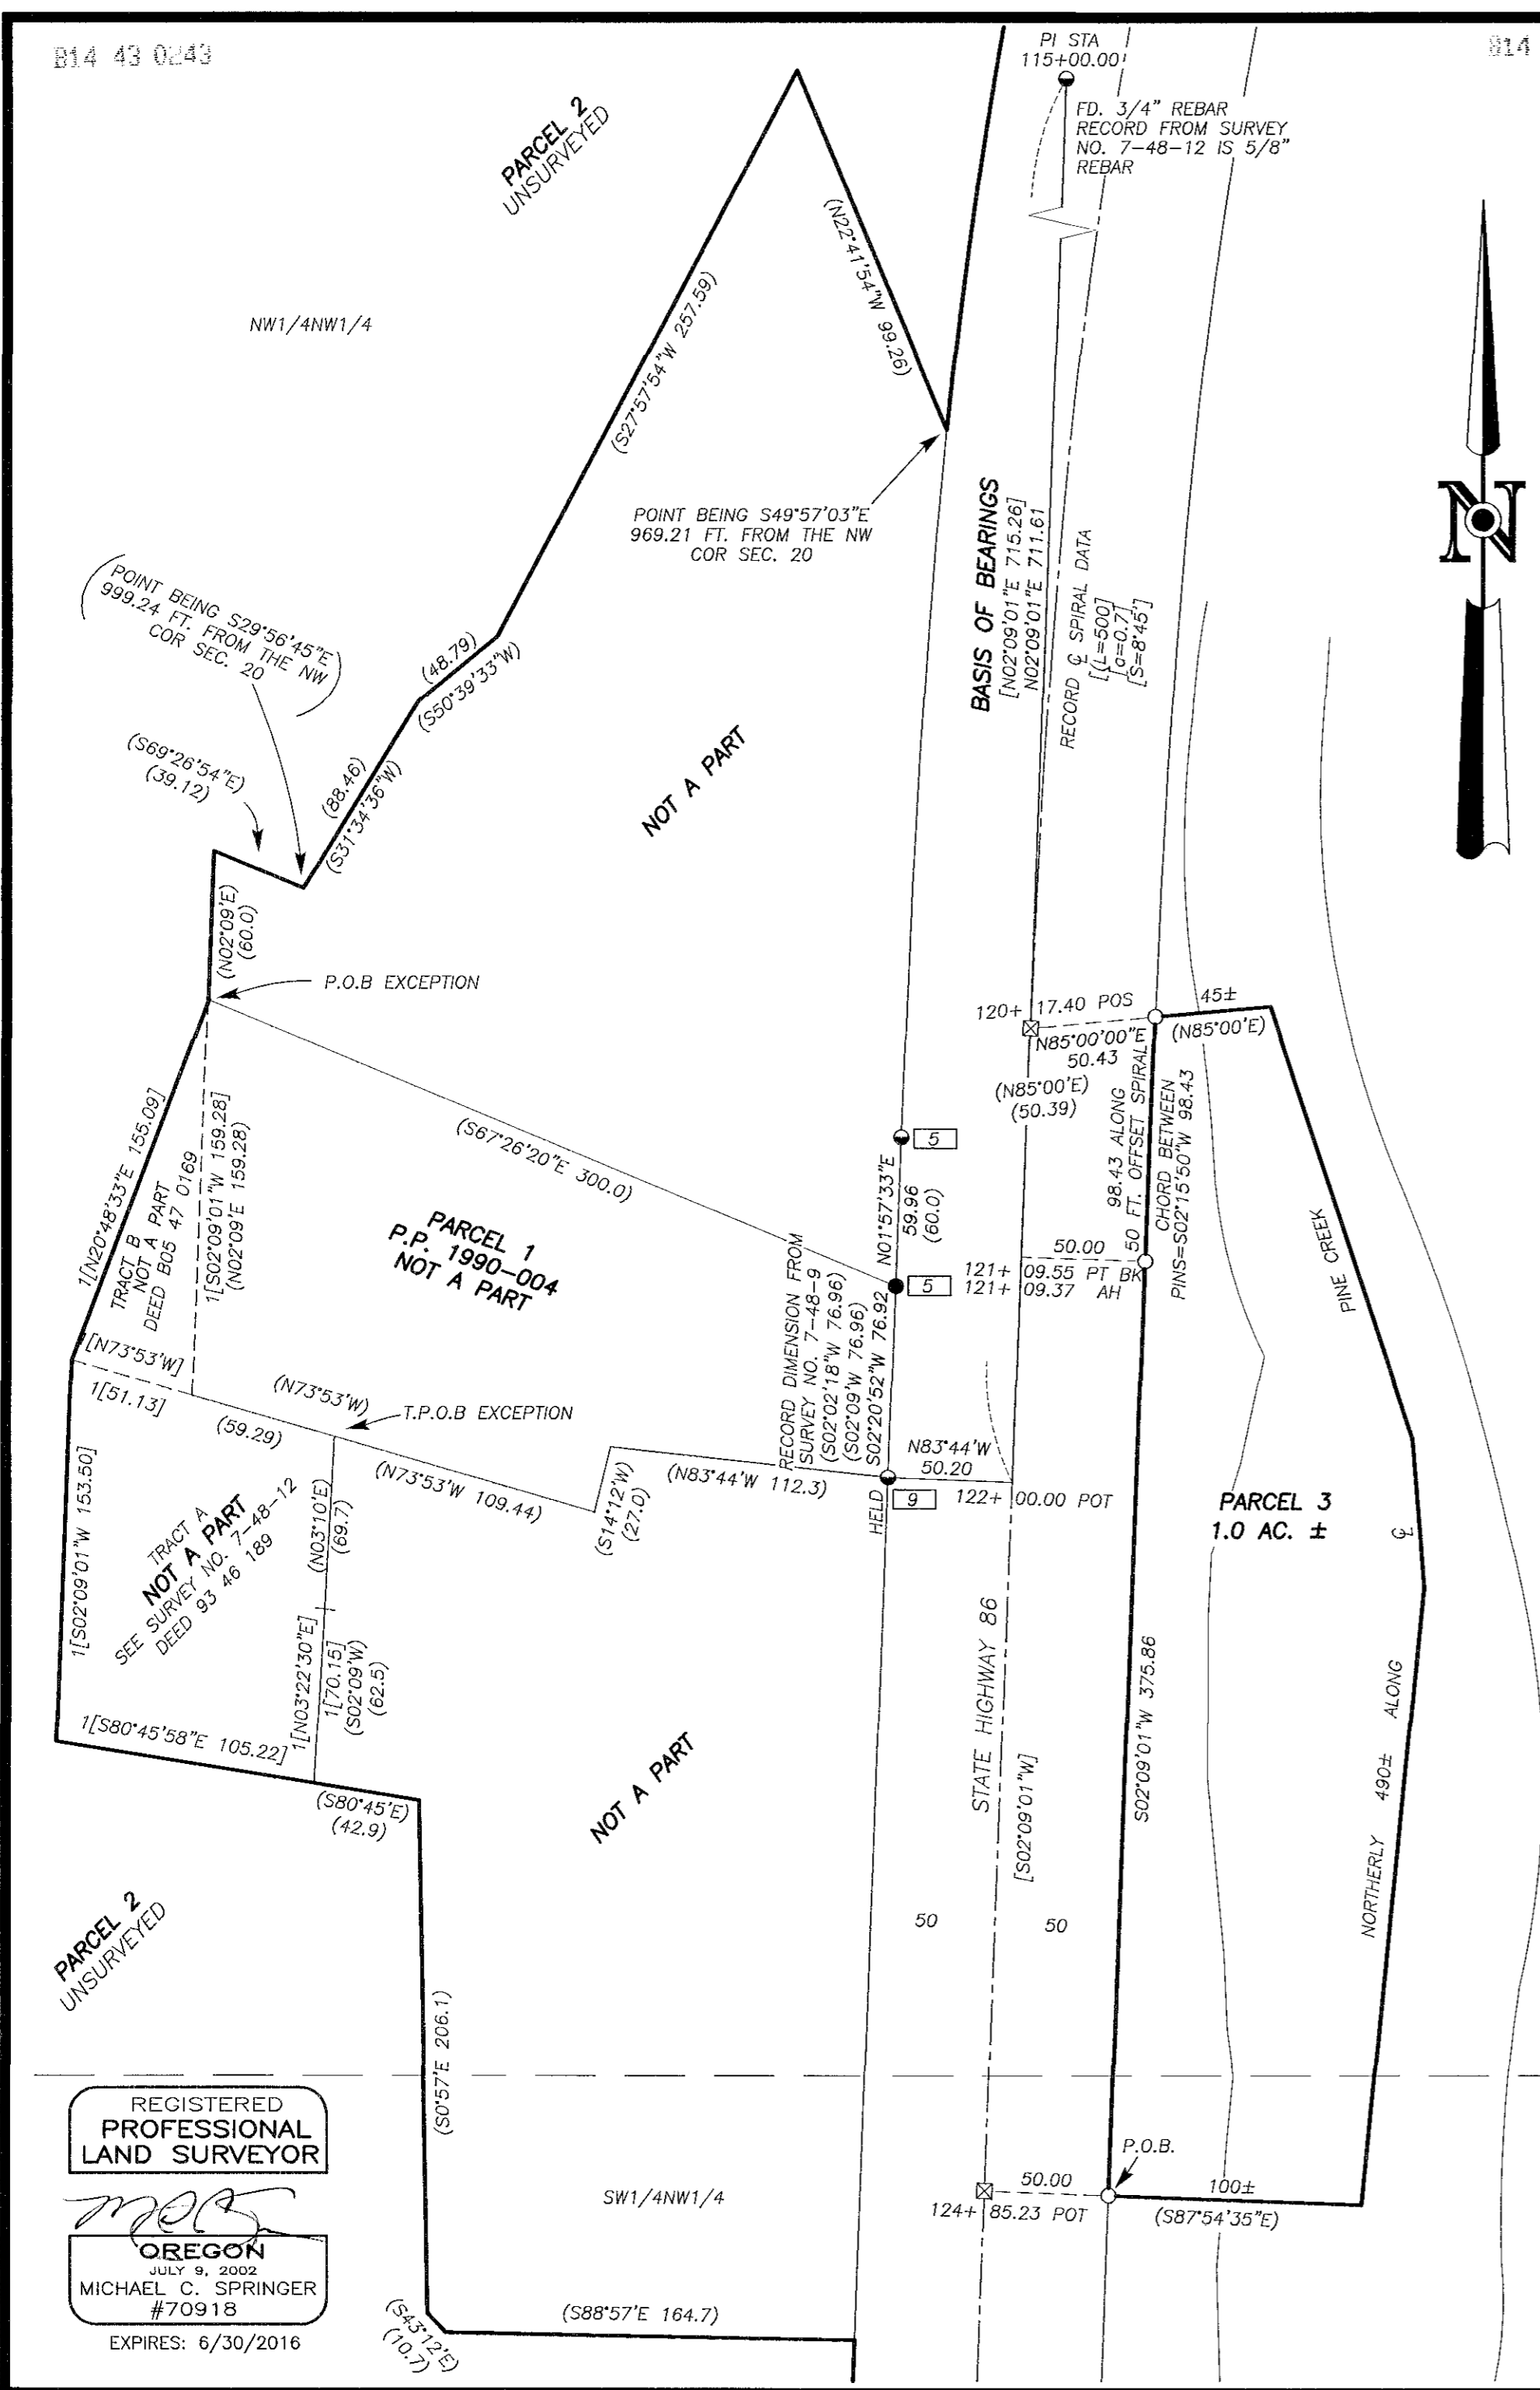 B14 43 0243
B14
PI STA
115+00.00
FD. 3/4" REBAR
RECORD FROM SURVEY
NO. 7-48-12 IS 5/8"
REBAR
PARCEL 2
UNSURVEYED
(N22°41'54"W 99.26)
(S27°57'54"W 257.59)
NW1/4NW1/4
N
POINT BEING S49°57'03"E
969.21 FT. FROM THE NW
COR SEC. 20
BASIS OF BEARINGS
[N02°09'01"E 715.26]
N02°09'01"E 711.61
RECORD ℄ SPIRAL DATA
[(L=500]
[a=0.7]
[S=8°45']
POINT BEING S29°56'45"E
999.24 FT. FROM THE NW
COR SEC. 20
(48.79)
(S50°39'33"W)
(S69°26'54"E)
(39.12)
(88.46)
(S31°34'36"W)
NOT A PART
(N02°09'E)
(60.0)
P.O.B EXCEPTION
120+ 17.40 POS
45±
N85°00'00"E
50.43
(N85°00'E)
(N85°00'E)
(50.39)
98.43 ALONG
50 FT. OFFSET SPIRAL
CHORD BETWEEN
PINS=S02°15'50"W 98.43
1[N20°48'33"E 155.09]
TRACT B
NOT A PART
DEED B05 47 0169
1[S02°09'01"W 159.28]
(N02°09'E 159.28)
(S67°26'20"E 300.0)
5
N01°57'33"E
59.96
(60.0)
PARCEL 1
P.P. 1990-004
NOT A PART
PINE CREEK
50.00
5
121+ 09.55 PT BK
121+ 09.37 AH
RECORD DIMENSION FROM
SURVEY NO. 7-48-9
(S02°02'18"W 76.96)
(S02°09'W 76.96)
S02°20'52"W 76.92
HELD
1[N73°53'W]
1[51.13]
(N73°53'W)
(59.29)
T.P.O.B EXCEPTION
(N73°53'W 109.44)
(S14°12'W)
(27.0)
(N83°44'W 112.3)
N83°44'W
50.20
9
122+ 00.00 POT
PARCEL 3
1.0 AC. ±
℄
1[S02°09'01"W 153.50]
TRACT A
NOT A PART
SEE SURVEY NO. 7-48-12
DEED 93 46 189
(N03°10'E)
(69.7)
1[N03°22'30"E]
1[70.15]
(S02°09'W)
(62.5)
1[S80°45'58"E 105.22]
(S80°45'E)
(42.9)
NOT A PART
STATE HIGHWAY 86
[S02°09'01"W]
S02°09'01"W 375.86
NORTHERLY 490± ALONG
50
50
PARCEL 2
UNSURVEYED
(S0°57'E 206.1)
REGISTERED
PROFESSIONAL
LAND SURVEYOR
OREGON
JULY 9, 2002
MICHAEL C. SPRINGER
#70918
EXPIRES: 6/30/2016
SW1/4NW1/4
P.O.B.
50.00
124+ 85.23 POT
100±
(S87°54'35"E)
(S43°12'E)
(10.7)
(S88°57'E 164.7)